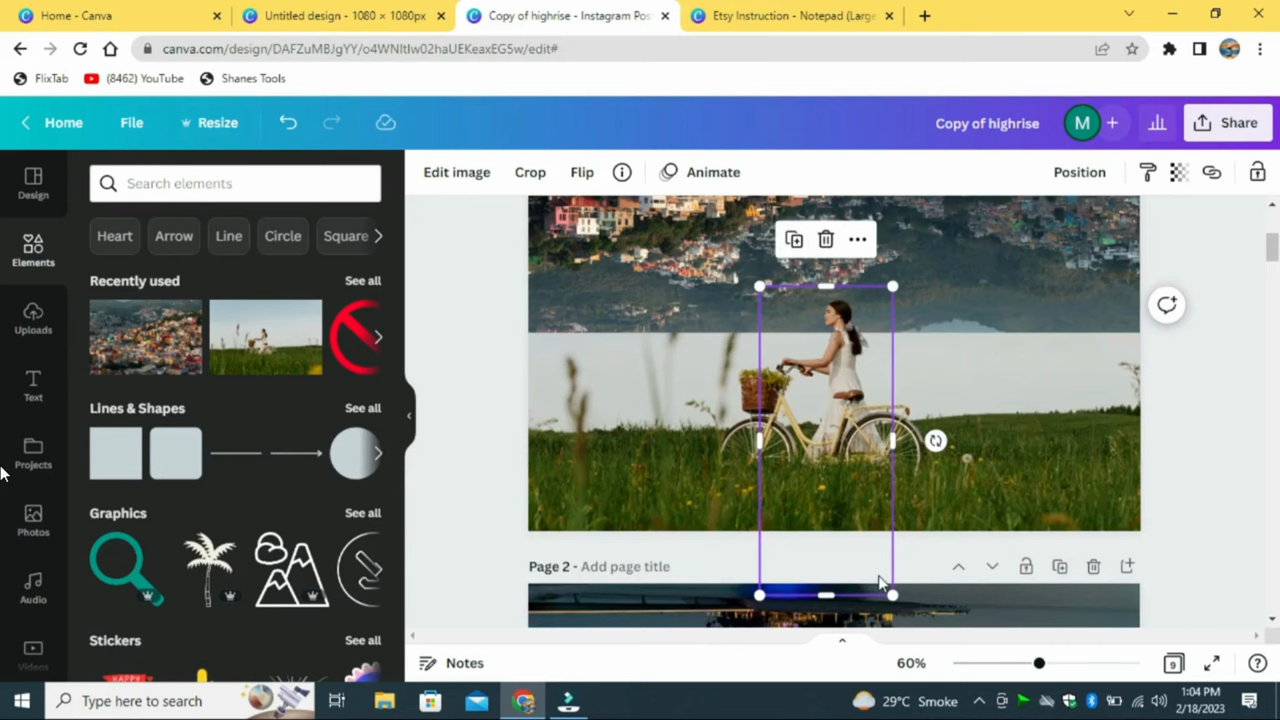 Home - Canva
Untitled design - 1080 × 1080px
Copy of highrise - Instagram Pos
Etsy Instruction - Notepad (Large
canva.com/design/DAFZuMBJgYY/o4WNltIw02haUEKeaxEG5w/edit#
FlixTab
(8462) YouTube
Shanes Tools
Home
File
Resize
Copy of highrise
M
Share
Design
Elements
Uploads
Text
Projects
Photos
Audio
Videos
Search elements
Heart
Arrow
Line
Circle
Square
Recently used
See all
Lines & Shapes
See all
Graphics
See all
Stickers
See all
HAPPY
Edit image
Crop
Flip
Animate
Position
Page 2 - Add page title
Notes
60%
9
Type here to search
29°C Smoke
1:04 PM
2/18/2023